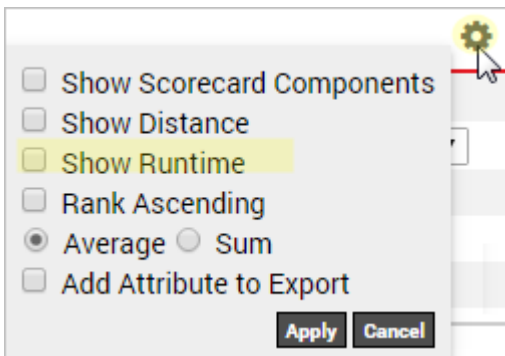 Show Scorecard Components
Show Distance
Show Runtime
Rank Ascending
Average Sum
Add Attribute to Export
Apply Cancel